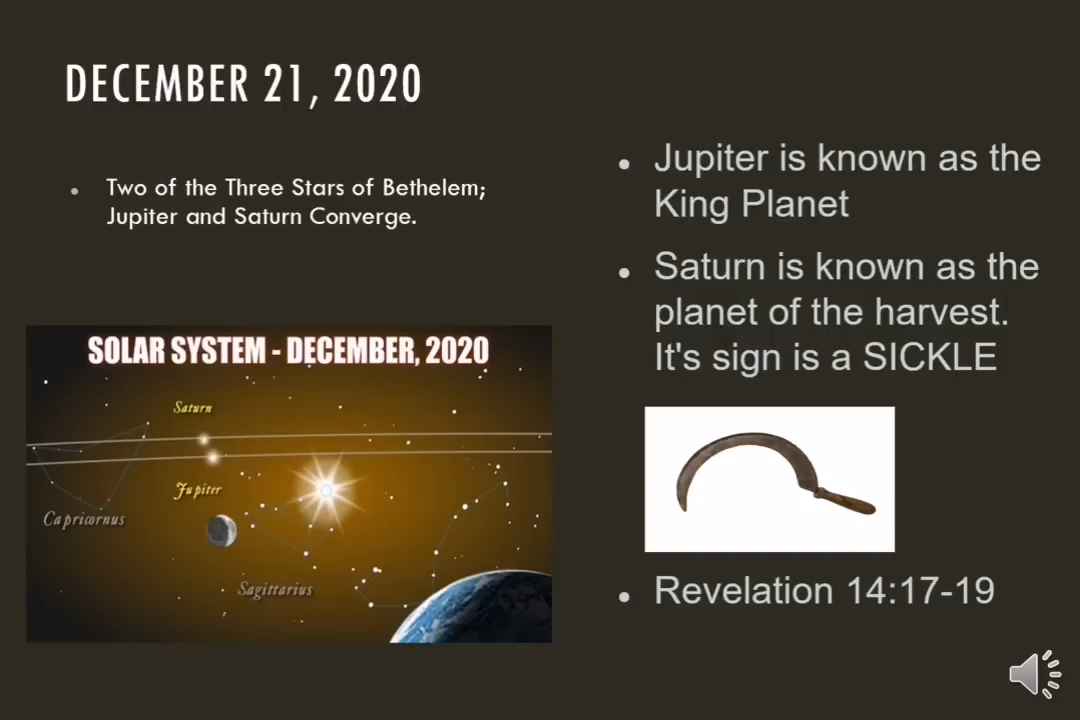 DECEMBER 21, 2020
Two of the Three Stars of Bethelem;
Jupiter and Saturn Converge.
SOLAR SYSTEM - DECEMBER, 2020
Saturn
Jupiter
Capricornus
Sagittarius
Jupiter is known as the
King Planet
Saturn is known as the
planet of the harvest.
It's sign is a SICKLE
Revelation 14:17-19